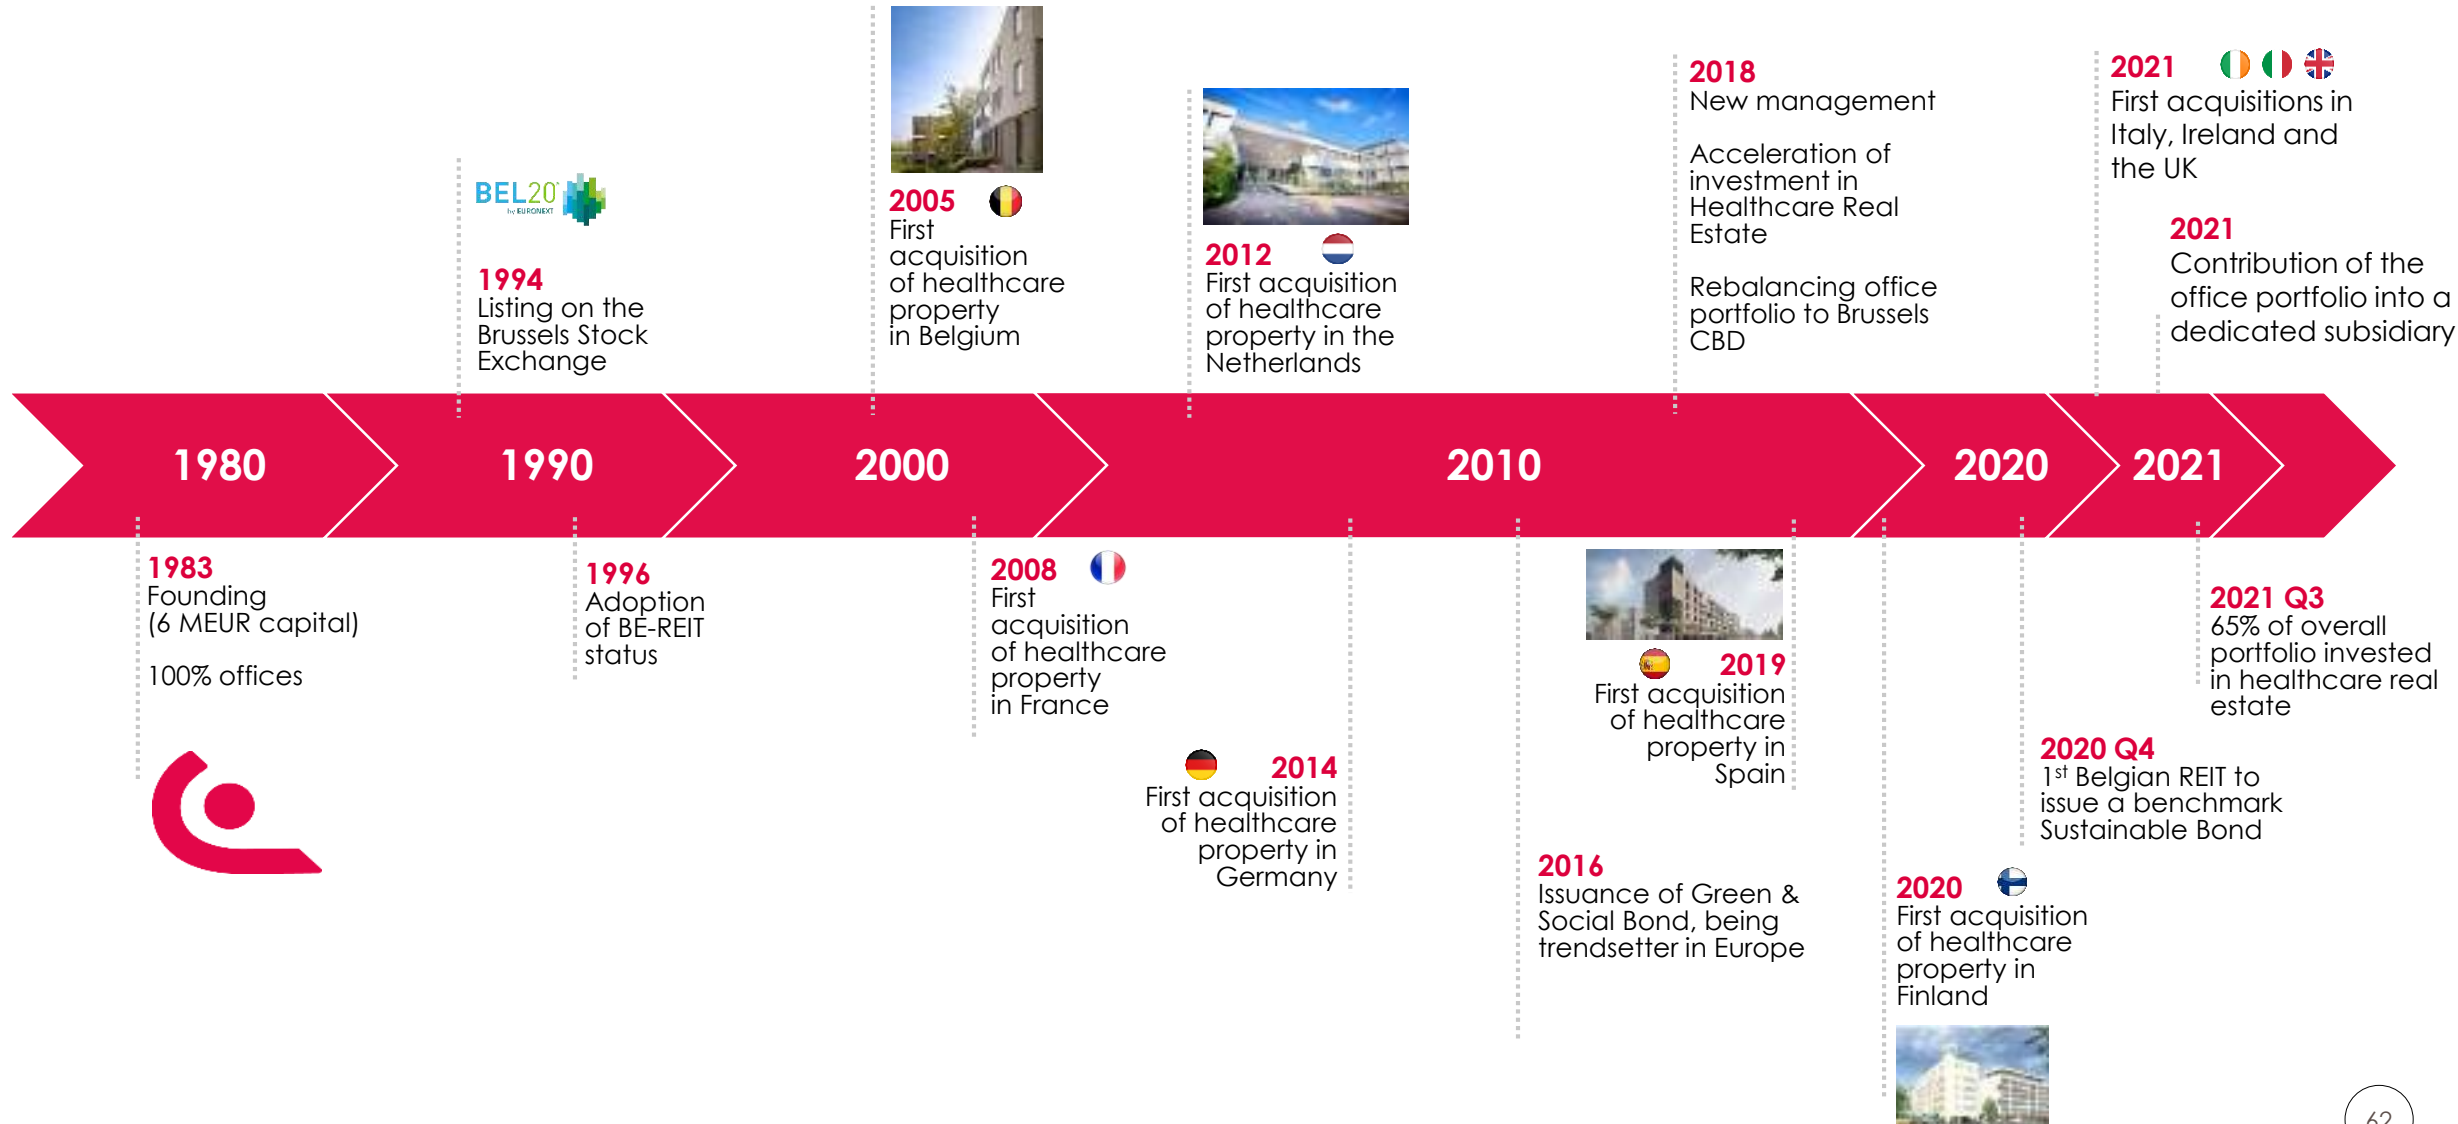 BEL20
by EURONEXT
1994
Listing on the
Brussels Stock
Exchange
2005
First
acquisition
of healthcare
property
in Belgium
2012
First acquisition
of healthcare
property in the
Netherlands
2018
New management
Acceleration of
investment in
Healthcare Real
Estate
Rebalancing office
portfolio to Brussels
CBD
2021
First acquisitions in
Italy, Ireland and
the UK
2021
Contribution of the
office portfolio into a
dedicated subsidiary
1980
1990
2000
2010
2020
2021
1983
Founding
(6 MEUR capital)
100% offices
1996
Adoption
of BE-REIT
status
2008
First
acquisition
of healthcare
property
in France
2014
First acquisition
of healthcare
property in
Germany
2016
Issuance of Green &
Social Bond, being
trendsetter in Europe
2019
First acquisition
of healthcare
property in
Spain
2020
First acquisition
of healthcare
property in
Finland
2020 Q4
1st Belgian REIT to
issue a benchmark
Sustainable Bond
2021 Q3
65% of overall
portfolio invested
in healthcare real
estate
62